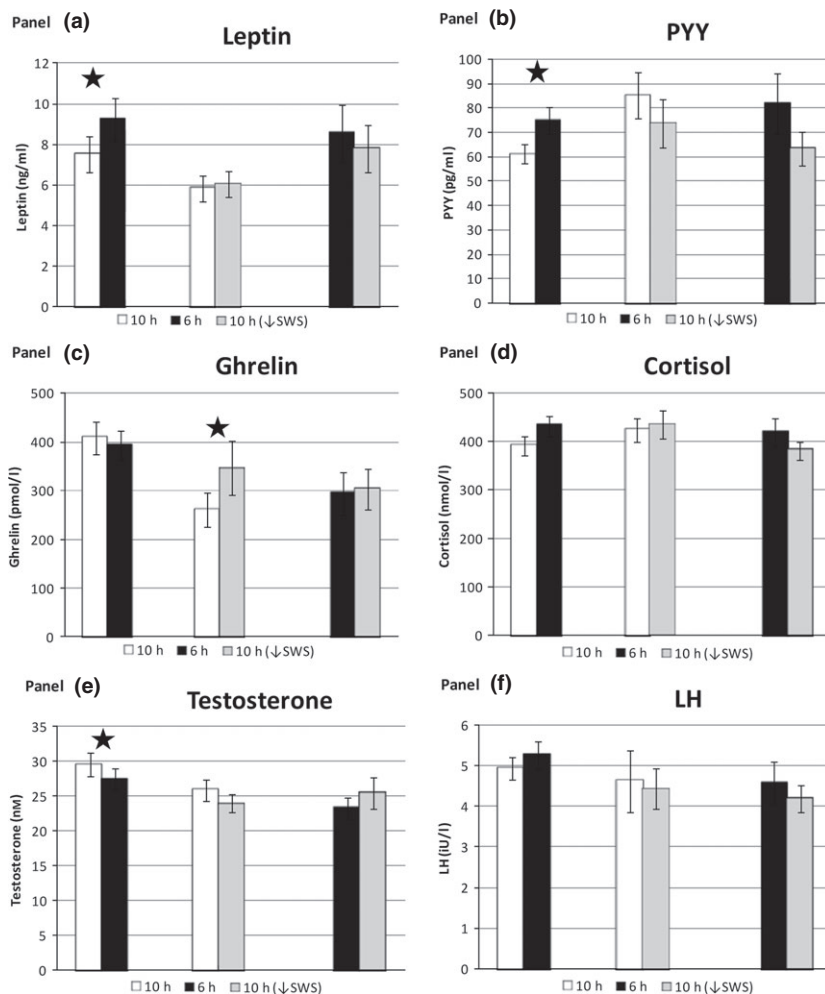 Panel (a)
Leptin
Leptin (ng/ml)
12
10
8
6
4
2
0
10 h 6 h 10 h (↓SWS)
Panel (b)
PYY
PYY (pg/ml)
100
90
80
70
60
50
40
30
20
10
0
10 h 6 h 10 h (↓SWS)
Panel (c)
Ghrelin
Ghrelin (pmol/l)
500
400
300
200
100
0
10 h 6 h 10 h (↓SWS)
Panel (d)
Cortisol
Cortisol (nmol/l)
500
400
300
200
100
0
10 h 6 h 10 h (↓SWS)
Panel (e)
Testosterone
Testosterone (nM)
35
30
25
20
15
10
5
0
10 h 6 h 10 h (↓SWS)
Panel (f)
LH
LH (iU/l)
6
5
4
3
2
1
0
10 h 6 h 10 h (↓SWS)